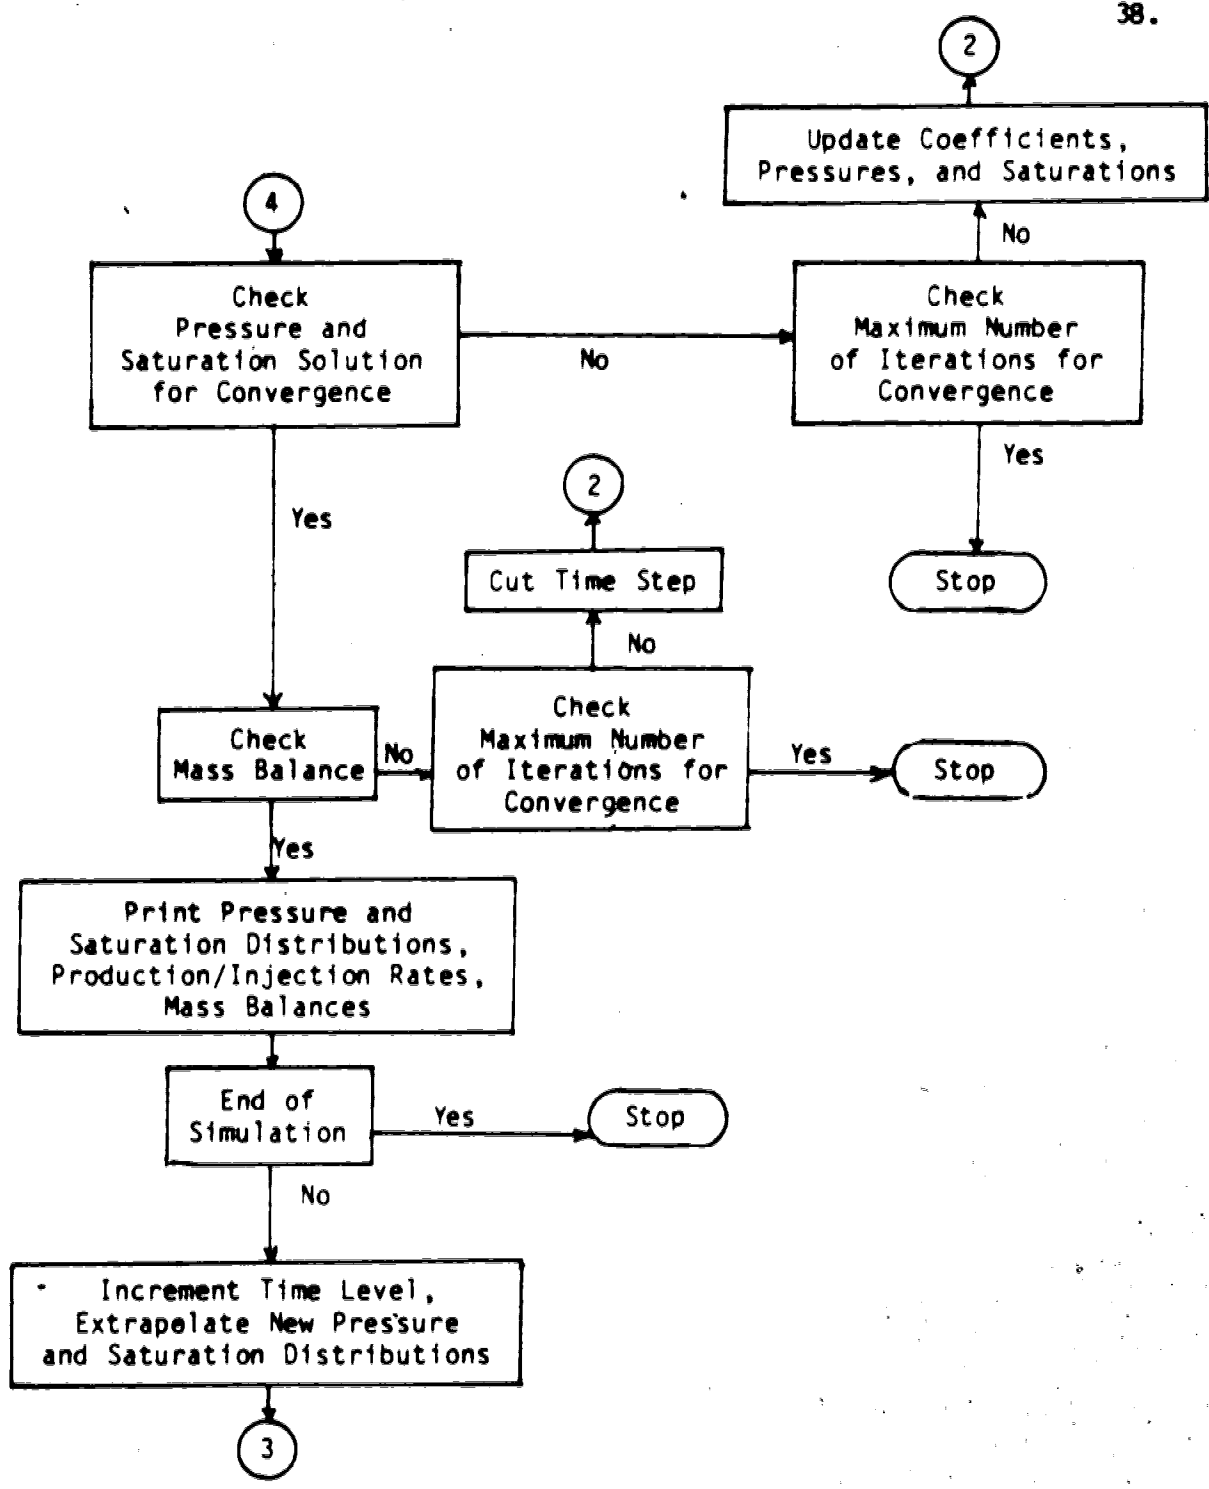 38.
2
Update Coefficients,
Pressures, and Saturations
No
4
Check
Pressure and
Saturation Solution
for Convergence
No
Check
Maximum Number
of Iterations for
Convergence
Yes
Stop
Yes
2
Cut Time Step
No
Check
Mass Balance
No
Check
Maximum Number
of Iterations for
Convergence
Yes
Stop
Yes
Print Pressure and
Saturation Distributions,
Production/Injection Rates,
Mass Balances
End of
Simulation
Yes
Stop
No
Increment Time Level,
Extrapolate New Pressure
and Saturation Distributions
3